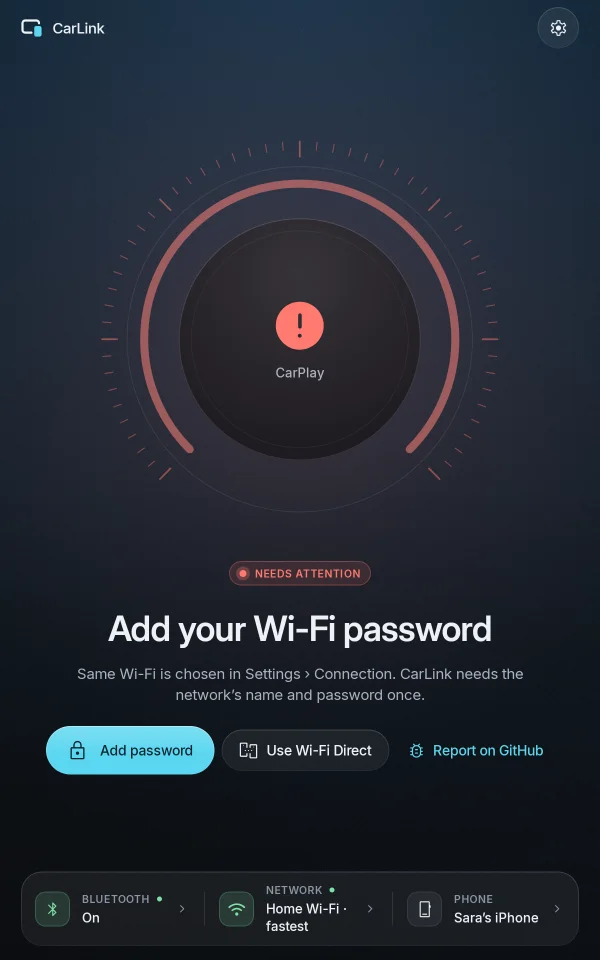 CarLink
CarPlay
NEEDS ATTENTION
Add your Wi-Fi password
Same Wi-Fi is chosen in Settings › Connection. CarLink needs the
network’s name and password once.
Add password
Use Wi-Fi Direct
Report on GitHub
BLUETOOTH
On
NETWORK
Home Wi-Fi ·
fastest
PHONE
Sara’s iPhone